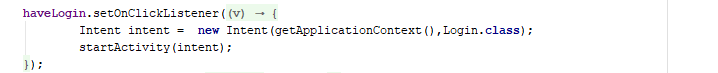 haveLogin.setOnClickListener((v) → {
Intent intent =  new Intent(getApplicationContext(),Login.class);
startActivity(intent);
});